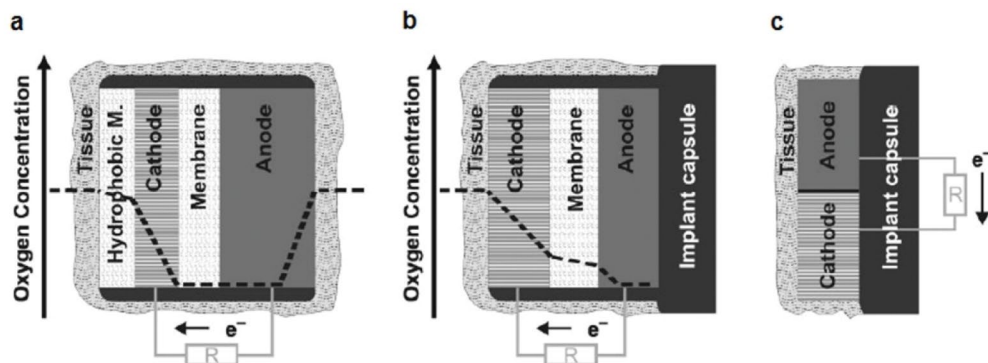 a
Oxygen Concentration
Tissue
Hydrophobic M.
Cathode
Membrane
Anode
R
e⁻
b
Oxygen Concentration
Tissue
Cathode
Membrane
Anode
Implant capsule
R
e⁻
c
Tissue
Anode
Cathode
Implant capsule
R
e⁻